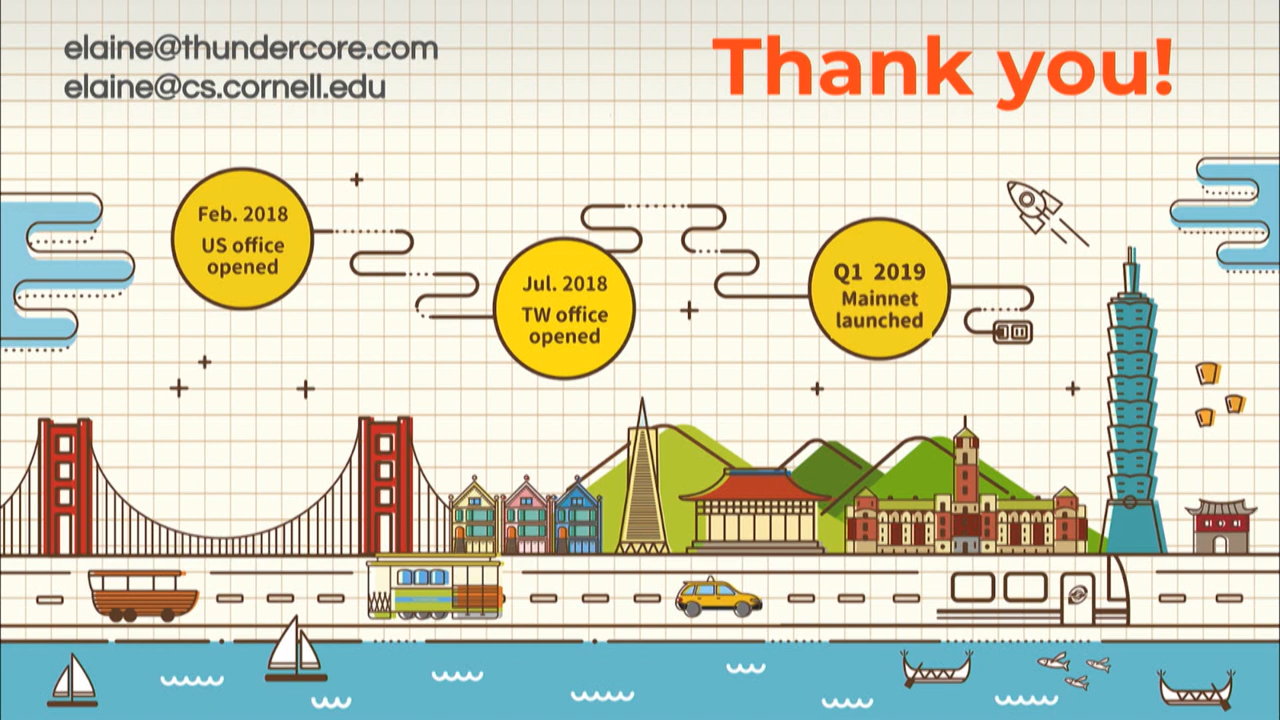 elaine@thundercore.com
elaine@cs.cornell.edu
Thank you!
Feb. 2018
US office
opened
Jul. 2018
TW office
opened
Q1 2019
Mainnet
launched